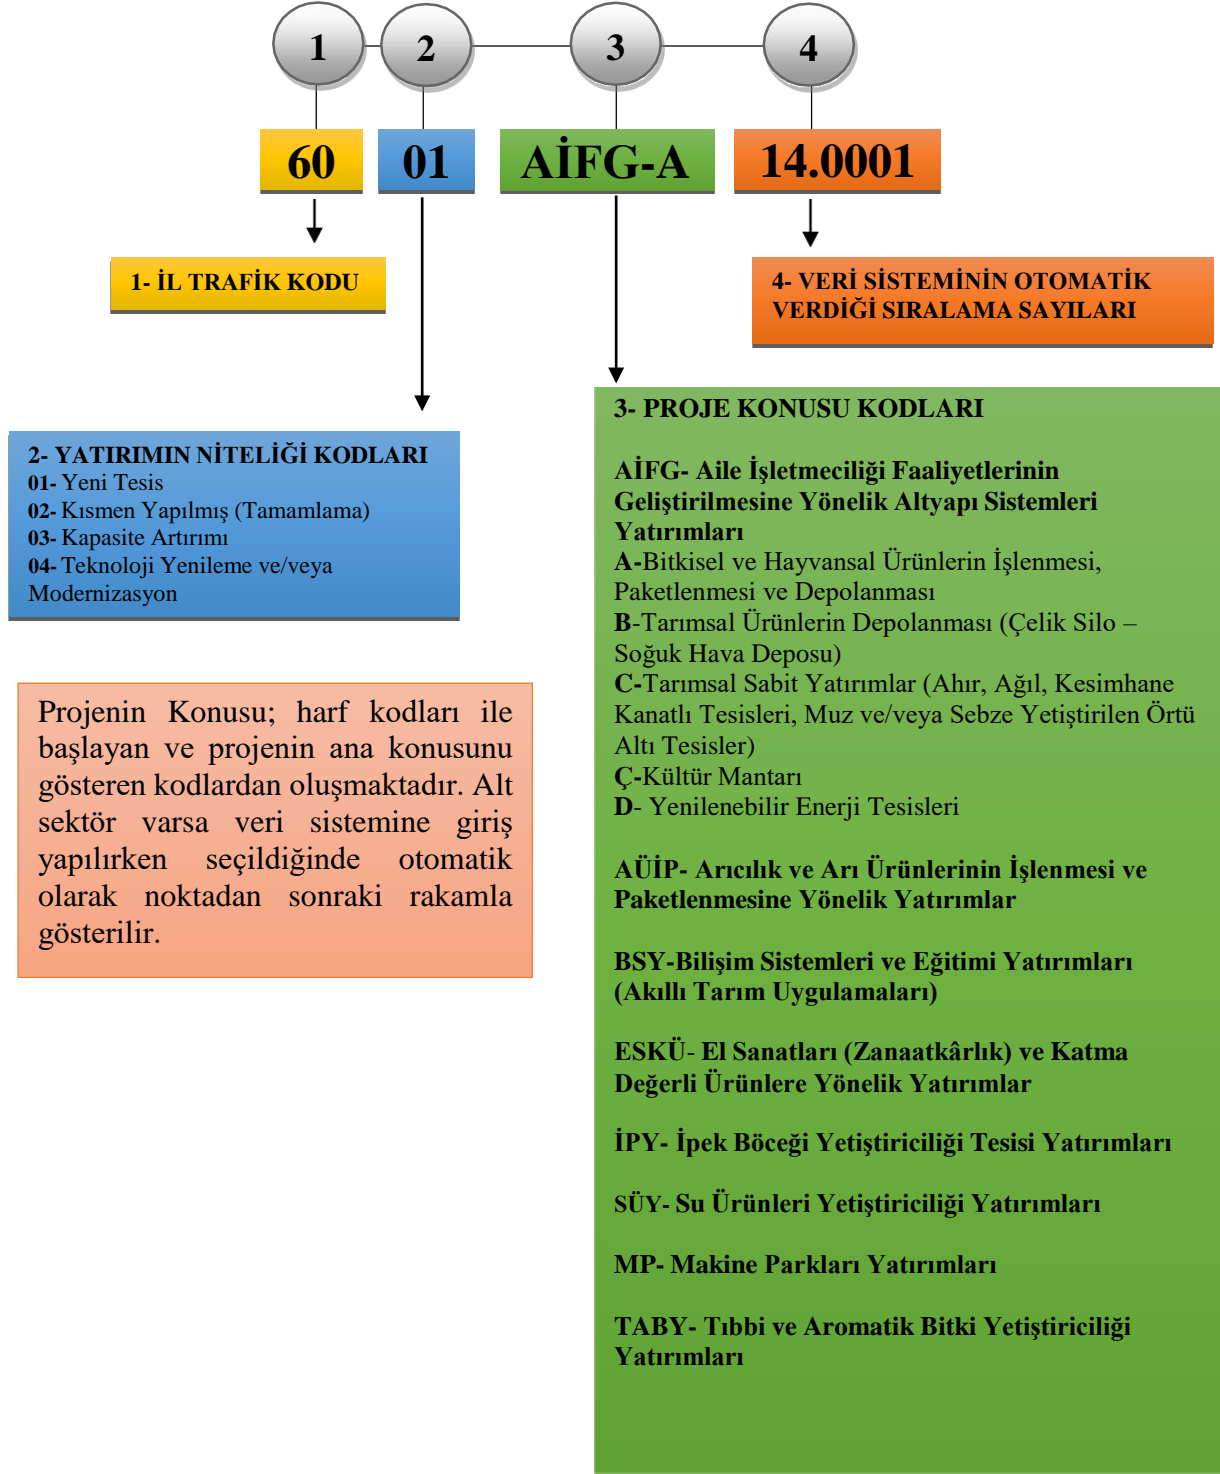 1 2 3 4
60 01 AİFG-A 14.0001
1- İL TRAFİK KODU
4- VERİ SİSTEMİNİN OTOMATİK
VERDİĞİ SIRALAMA SAYILARI
2- YATIRIMIN NİTELİĞİ KODLARI
01- Yeni Tesis
02- Kısmen Yapılmış (Tamamlama)
03- Kapasite Artırımı
04- Teknoloji Yenileme ve/veya
Modernizasyon
Projenin Konusu; harf kodları ile
başlayan ve projenin ana konusunu
gösteren kodlardan oluşmaktadır. Alt
sektör varsa veri sistemine giriş
yapılırken seçildiğinde otomatik
olarak noktadan sonraki rakamla
gösterilir.
3- PROJE KONUSU KODLARI
AİFG- Aile İşletmeciliği Faaliyetlerinin
Geliştirilmesine Yönelik Altyapı Sistemleri
Yatırımları
A-Bitkisel ve Hayvansal Ürünlerin İşlenmesi,
Paketlenmesi ve Depolanması
B-Tarımsal Ürünlerin Depolanması (Çelik Silo –
Soğuk Hava Deposu)
C-Tarımsal Sabit Yatırımlar (Ahır, Ağıl, Kesimhane
Kanatlı Tesisleri, Muz ve/veya Sebze Yetiştirilen Örtü
Altı Tesisler)
Ç-Kültür Mantarı
D- Yenilenebilir Enerji Tesisleri
AÜİP- Arıcılık ve Arı Ürünlerinin İşlenmesi ve
Paketlenmesine Yönelik Yatırımlar
BSY-Bilişim Sistemleri ve Eğitimi Yatırımları
(Akıllı Tarım Uygulamaları)
ESKÜ- El Sanatları (Zanaatkârlık) ve Katma
Değerli Ürünlere Yönelik Yatırımlar
İPY- İpek Böceği Yetiştiriciliği Tesisi Yatırımları
SÜY- Su Ürünleri Yetiştiriciliği Yatırımları
MP- Makine Parkları Yatırımları
TABY- Tıbbi ve Aromatik Bitki Yetiştiriciliği
Yatırımları